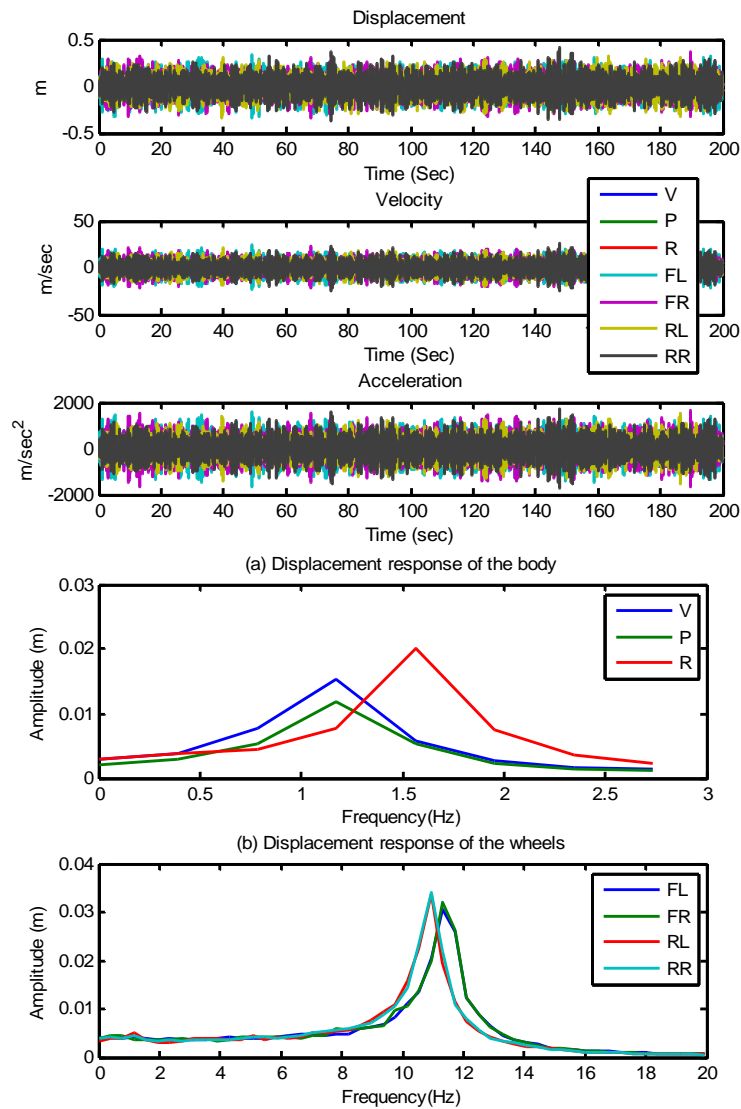 Displacement
0.5
0
-0.5
m
0 20 40 60 80 100 120 140 160 180 200
Time (Sec)
Velocity
50
0
-50
m/sec
0 20 40 60 80 100 120 140 160 180 200
Time (Sec)
V
P
R
FL
FR
RL
RR
Acceleration
2000
0
-2000
m/sec²
0 20 40 60 80 100 120 140 160 180 200
Time (sec)
(a) Displacement response of the body
0.03
0.02
0.01
0
Amplitude (m)
V
P
R
0 0.5 1 1.5 2 2.5 3
Frequency(Hz)
(b) Displacement response of the wheels
0.04
0.03
0.02
0.01
0
Amplitude (m)
FL
FR
RL
RR
0 2 4 6 8 10 12 14 16 18 20
Frequency(Hz)